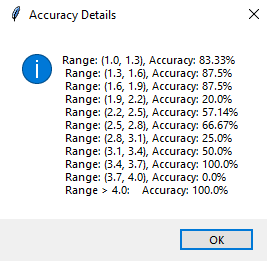 Accuracy Details
Range: (1.0, 1.3), Accuracy: 83.33%
Range: (1.3, 1.6), Accuracy: 87.5%
Range: (1.6, 1.9), Accuracy: 87.5%
Range: (1.9, 2.2), Accuracy: 20.0%
Range: (2.2, 2.5), Accuracy: 57.14%
Range: (2.5, 2.8), Accuracy: 66.67%
Range: (2.8, 3.1), Accuracy: 25.0%
Range: (3.1, 3.4), Accuracy: 50.0%
Range: (3.4, 3.7), Accuracy: 100.0%
Range: (3.7, 4.0), Accuracy: 0.0%
Range > 4.0: Accuracy: 100.0%
OK